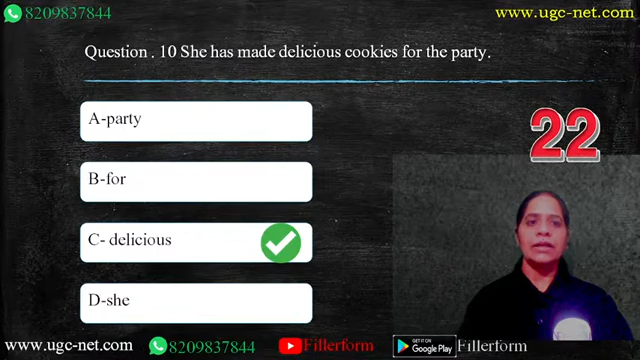 8209837844
www.ugc-net.com
Question . 10 She has made delicious cookies for the party.
A-party
22
B-for
C- delicious
D-she
www.ugc-net.com
8209837844
Fillerform
GET IT ON
Google Play
Fillerform